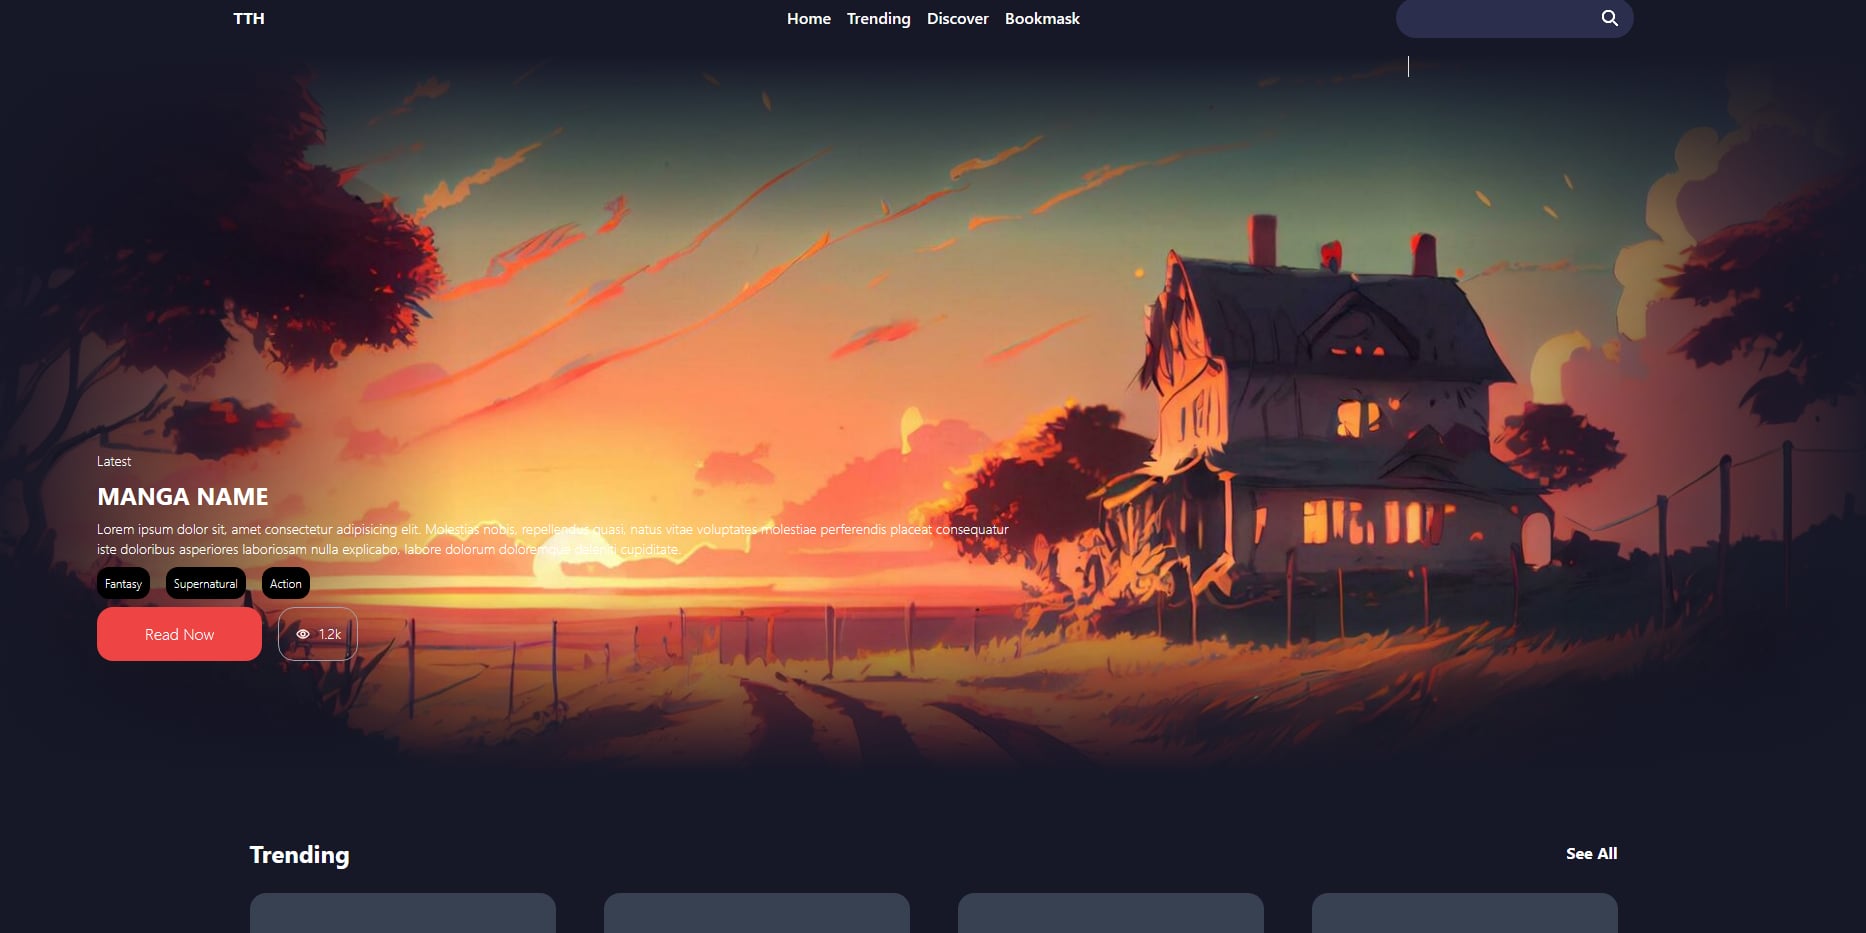 TTH
Home Trending Discover Bookmask
Latest
MANGA NAME
Lorem ipsum dolor sit, amet consectetur adipisicing elit. Molestias nobis, repellendus quasi, natus vitae voluptates molestiae perferendis placeat consequatur
iste doloribus asperiores laboriosam nulla explicabo, labore dolorum doloremque deleniti cupiditate.
Fantasy Supernatural Action
Read Now 1.2k
Trending See All